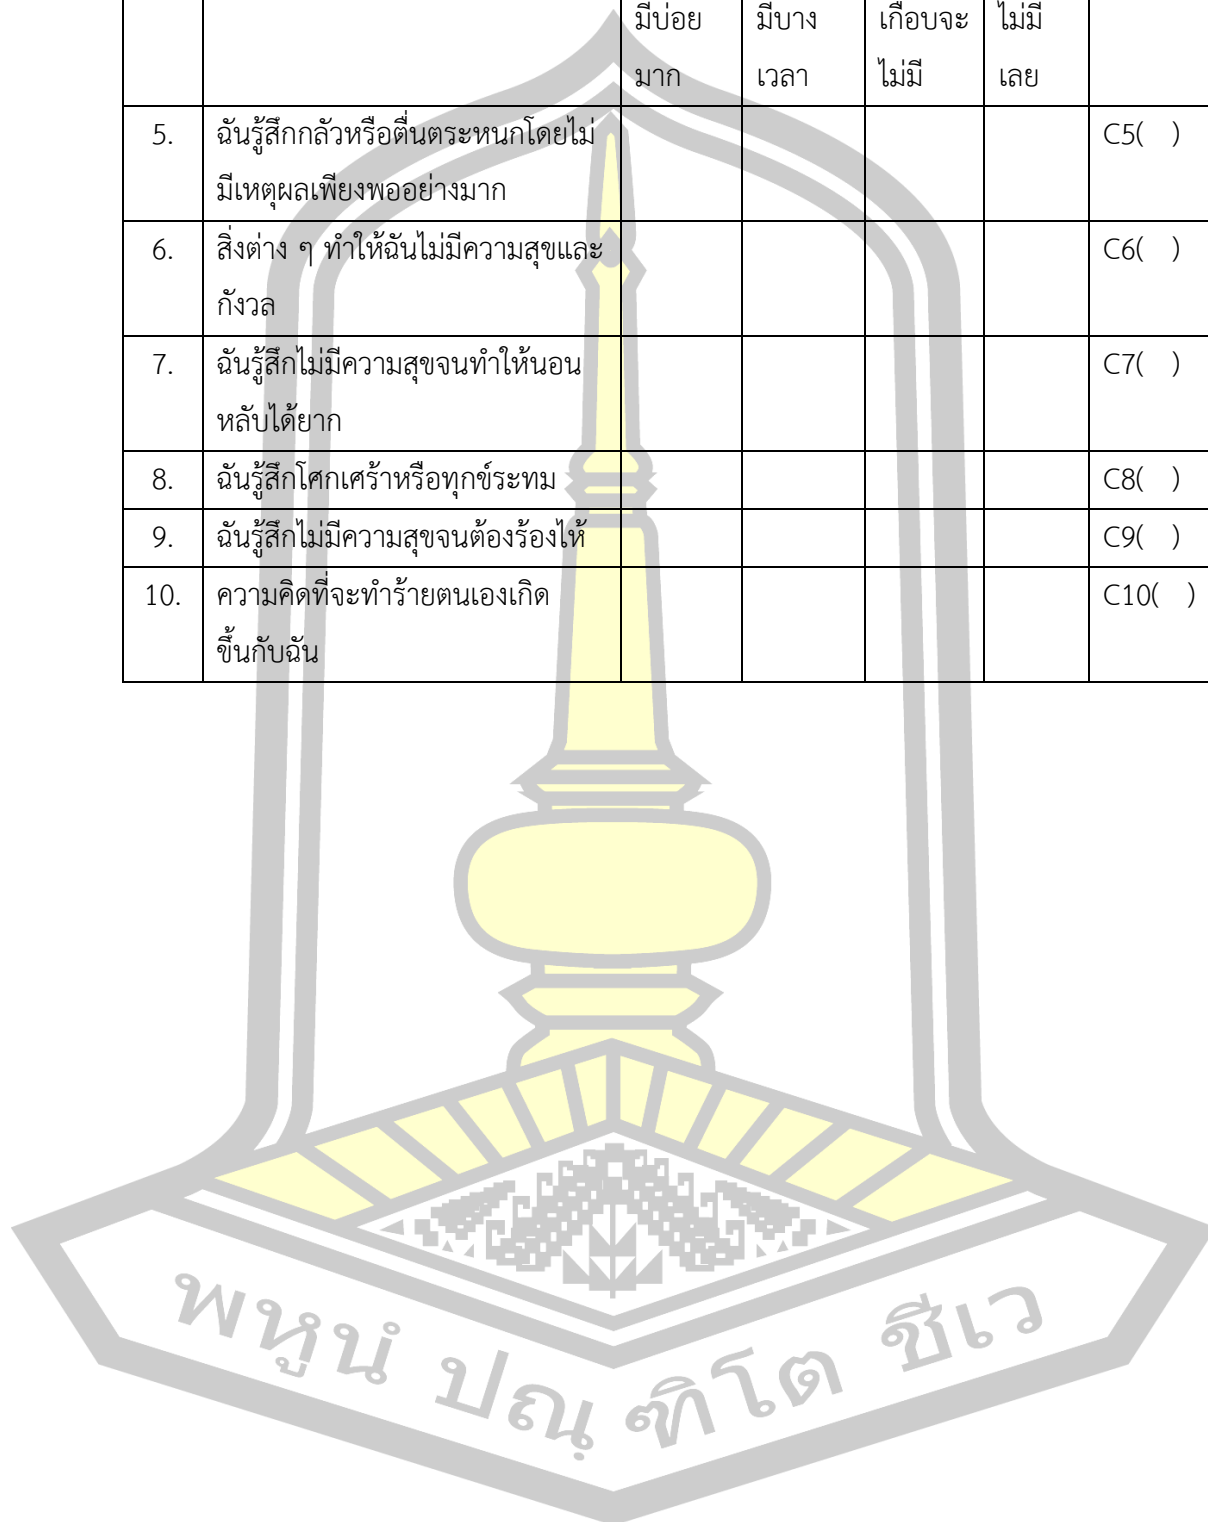 มีบ่อย มีบาง เกือบจะ ไม่มี
มาก เวลา ไม่มี เลย
5. ฉันรู้สึกกลัวหรือตื่นตระหนกโดยไม่ C5( )
มีเหตุผลเพียงพออย่างมาก
6. สิ่งต่าง ๆ ทำให้ฉันไม่มีความสุขและ C6( )
กังวล
7. ฉันรู้สึกไม่มีความสุขจนทำให้นอน C7( )
หลับได้ยาก
8. ฉันรู้สึกโศกเศร้าหรือทุกข์ระทม C8( )
9. ฉันรู้สึกไม่มีความสุขจนต้องร้องไห้ C9( )
10. ความคิดที่จะทำร้ายตนเองเกิด C10( )
ขึ้นกับฉัน
พหูนํ ปณฺฑิโต ชีเว